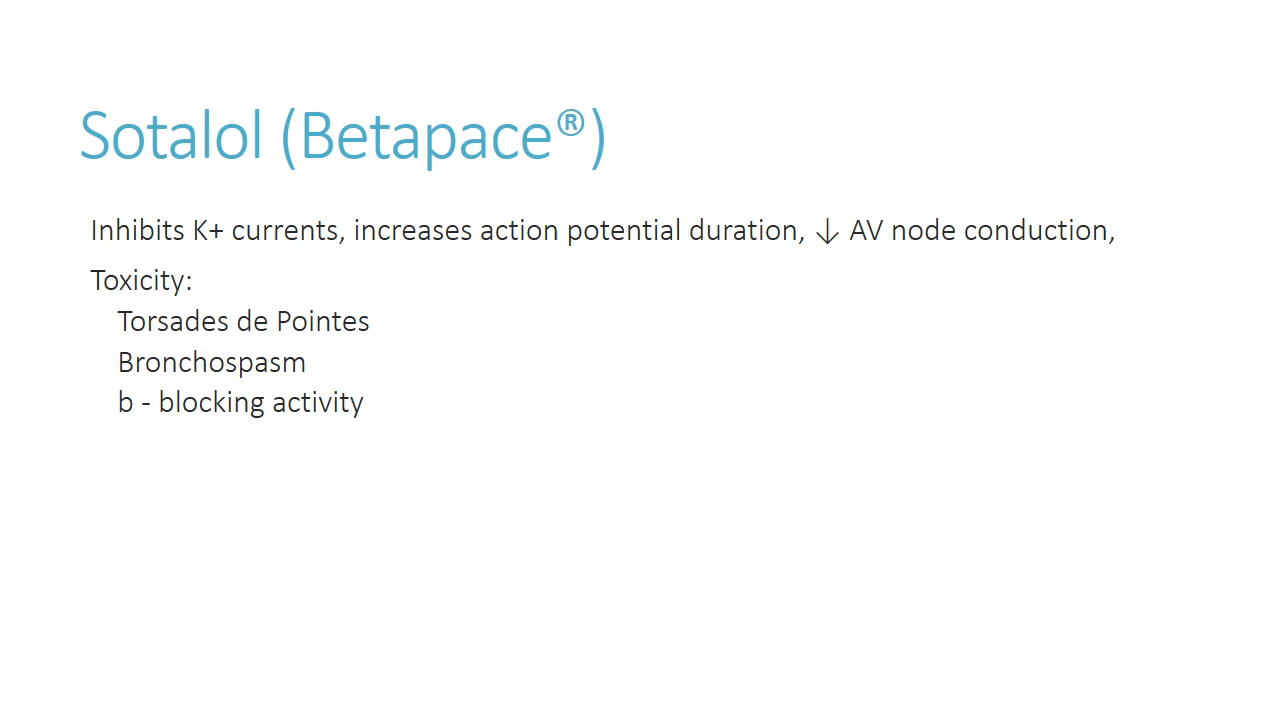 Sotalol (Betapace®)
Inhibits K+ currents, increases action potential duration, ↓ AV node conduction,
Toxicity:
Torsades de Pointes
Bronchospasm
b - blocking activity